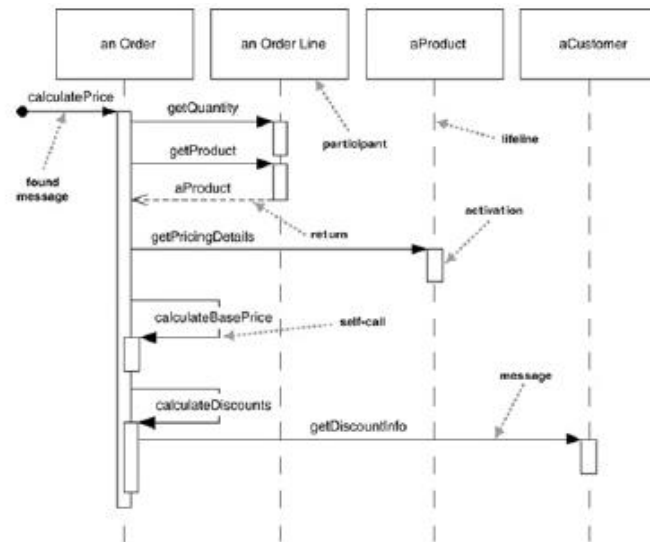 an Order
an Order Line
aProduct
aCustomer
calculatePrice
getQuantity
participant
lifeline
getProduct
found
message
aProduct
return
activation
getPricingDetails
calculateBasePrice
self-call
message
calculateDiscounts
getDiscountInfo